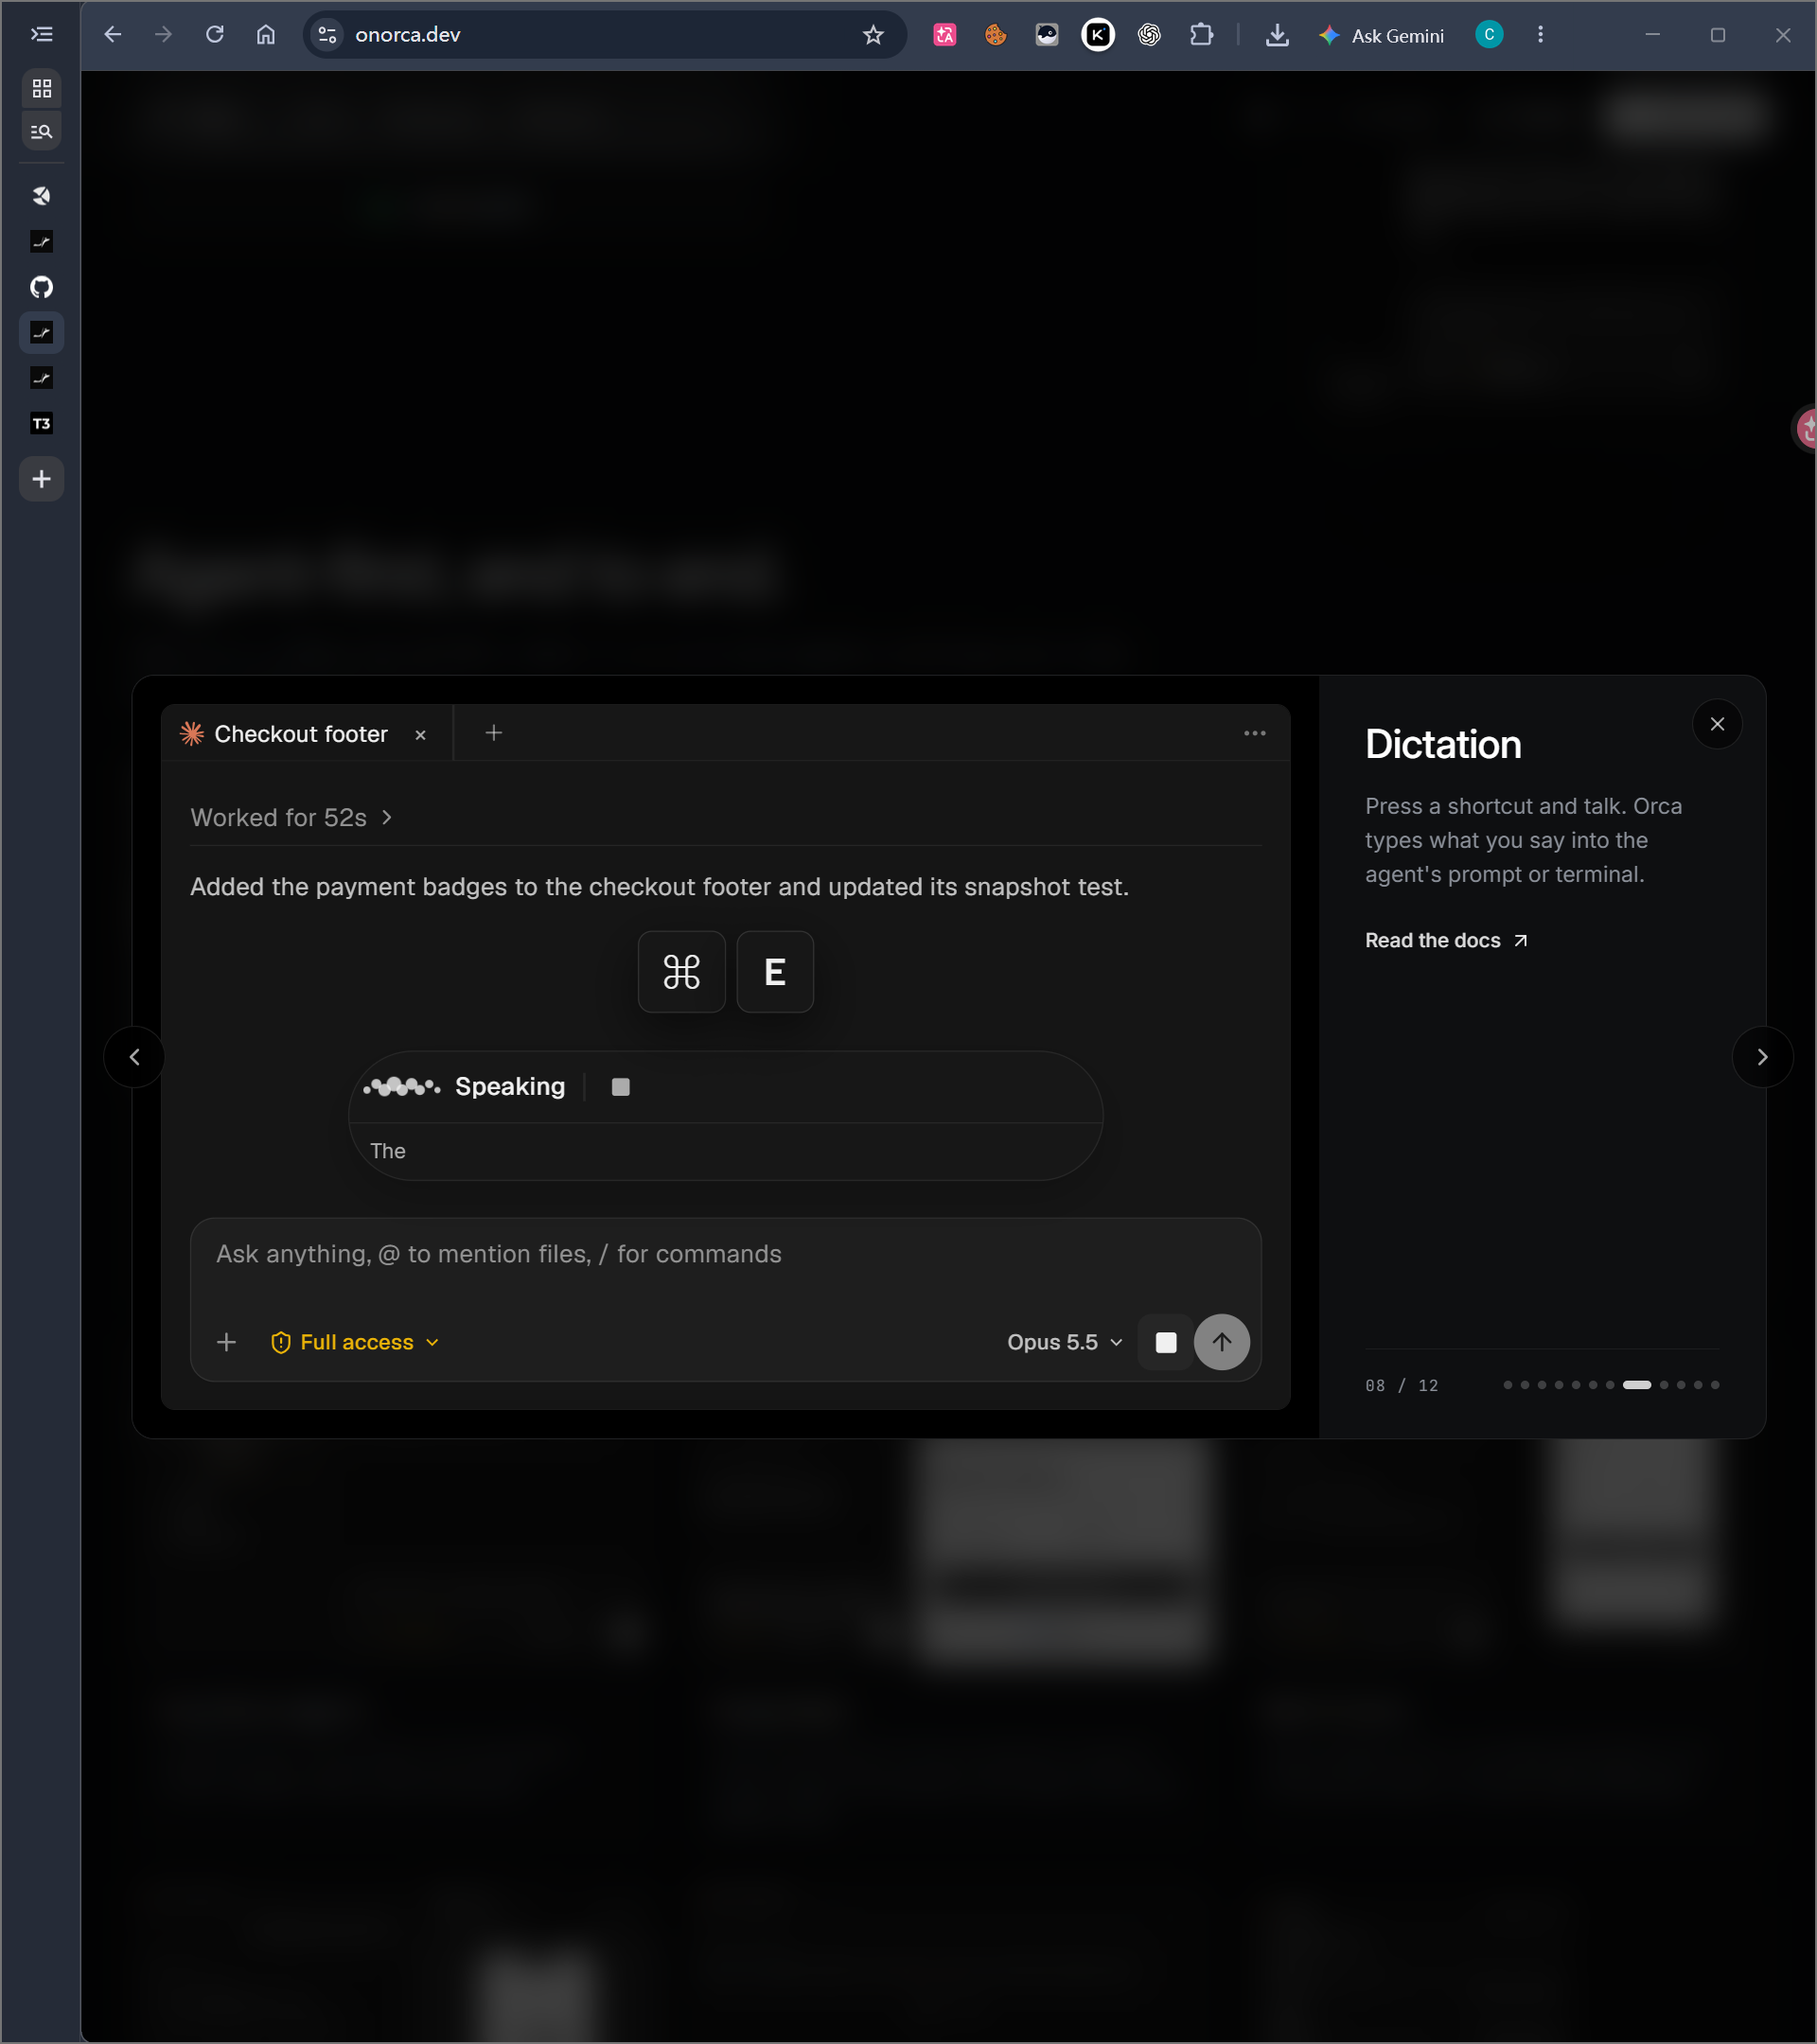 onorca.dev
Ask Gemini
C
K
T3
Checkout footer
Worked for 52s
Added the payment badges to the checkout footer and updated its snapshot test.
⌘ E
Speaking
The
Ask anything, @ to mention files, / for commands
Full access
Opus 5.5
Dictation
Press a shortcut and talk. Orca
types what you say into the
agent's prompt or terminal.
Read the docs
08 / 12